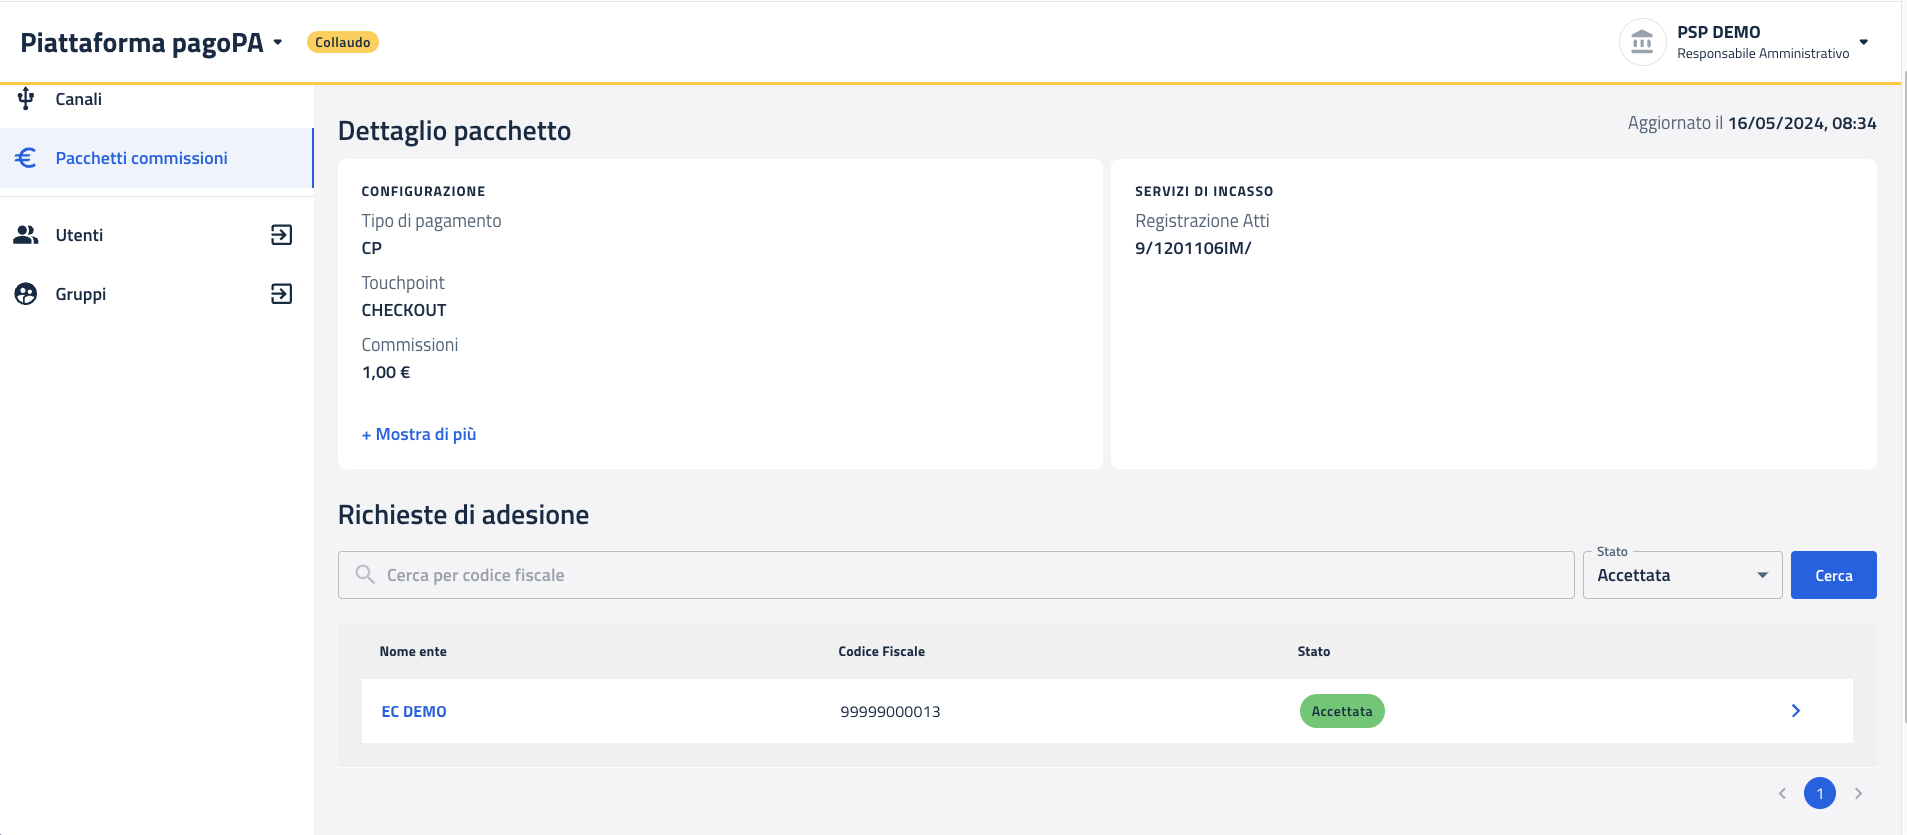 Piattaforma pagoPA
Collaudo
PSP DEMO
Responsabile Amministrativo
Canali
Pacchetti commissioni
Utenti
Gruppi
Dettaglio pacchetto
Aggiornato il 16/05/2024, 08:34
CONFIGURAZIONE
Tipo di pagamento
CP
Touchpoint
CHECKOUT
Commissioni
1,00 €
+ Mostra di più
SERVIZI DI INCASSO
Registrazione Atti
9/1201106IM/
Richieste di adesione
Cerca per codice fiscale
Stato
Accettata
Cerca
Nome ente Codice Fiscale Stato
EC DEMO 99999000013 Accettata
1